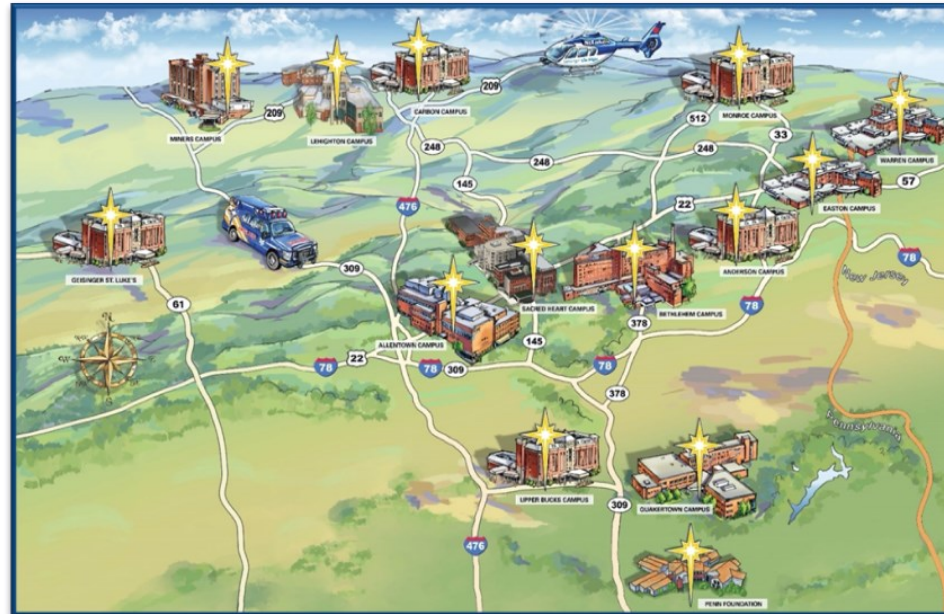 MINERS CAMPUS
209
LEHIGHTON CAMPUS
CARBON CAMPUS
209
MONROE CAMPUS
512
33
248
248
248
WARREN CAMPUS
145
22
57
476
EASTON CAMPUS
GEISINGER ST. LUKE'S
309
ANDERSON CAMPUS
78
New Jersey
61
SACRED HEART CAMPUS
BETHLEHEM CAMPUS
78
378
ALLENTOWN CAMPUS
145
22
78
78
309
78
378
Pennsylvania
UPPER BUCKS CAMPUS
309
QUAKERTOWN CAMPUS
476
PENN FOUNDATION